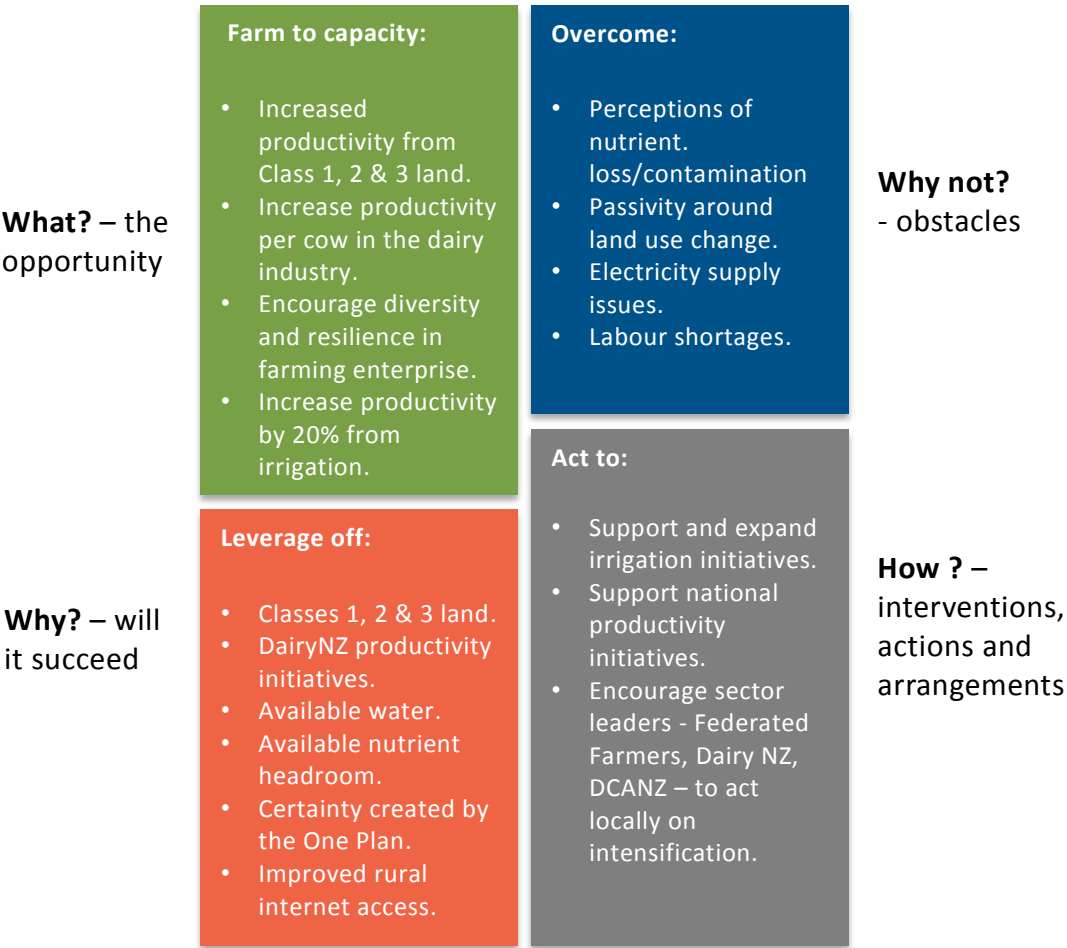 What? – the
opportunity
Farm to capacity:
• Increased
productivity from
Class 1, 2 & 3 land.
• Increase productivity
per cow in the dairy
industry.
• Encourage diversity
and resilience in
farming enterprise.
• Increase productivity
by 20% from
irrigation.
Overcome:
• Perceptions of
nutrient.
loss/contamination
• Passivity around
land use change.
• Electricity supply
issues.
• Labour shortages.
Why not?
- obstacles
Why? – will
it succeed
Leverage off:
• Classes 1, 2 & 3 land.
• DairyNZ productivity
initiatives.
• Available water.
• Available nutrient
headroom.
• Certainty created by
the One Plan.
• Improved rural
internet access.
Act to:
• Support and expand
irrigation initiatives.
• Support national
productivity
initiatives.
• Encourage sector
leaders - Federated
Farmers, Dairy NZ,
DCANZ – to act
locally on
intensification.
How ? –
interventions,
actions and
arrangements